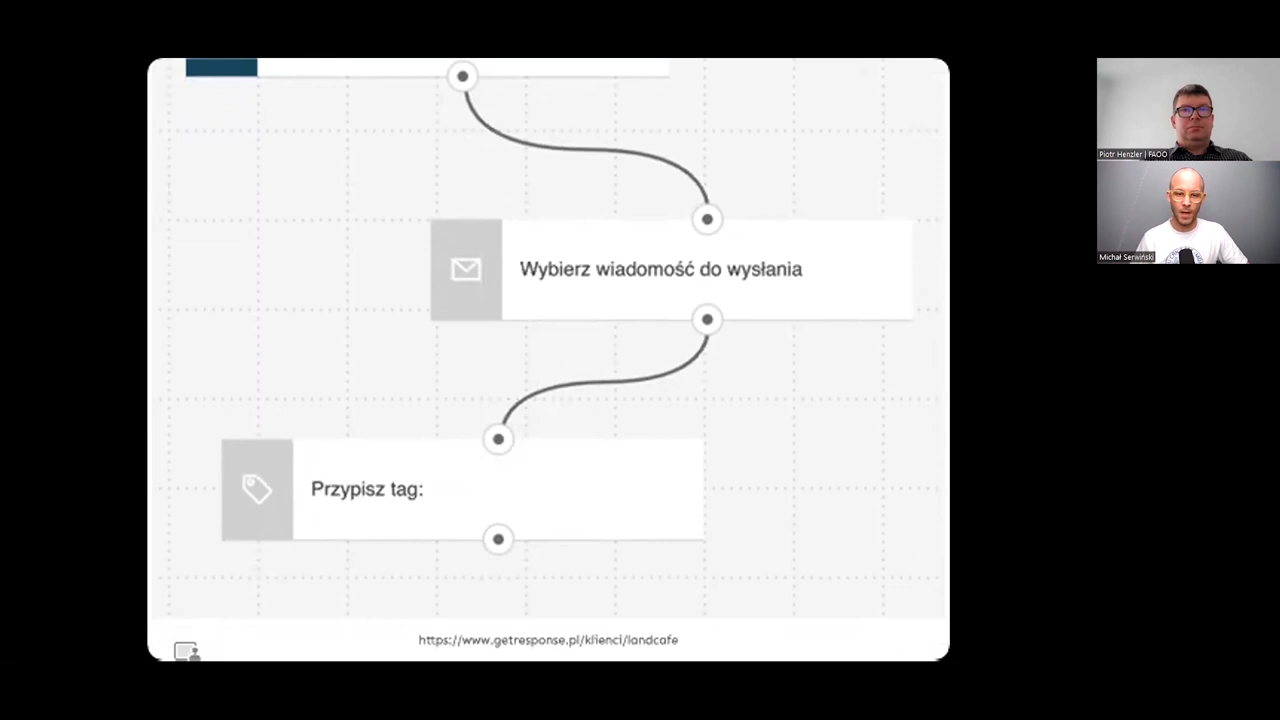 Piotr Henzler | FAOO
Michał Serwiński
Wybierz wiadomość do wysłania
Przypisz tag:
https://www.getresponse.pl/klienci/landcafe